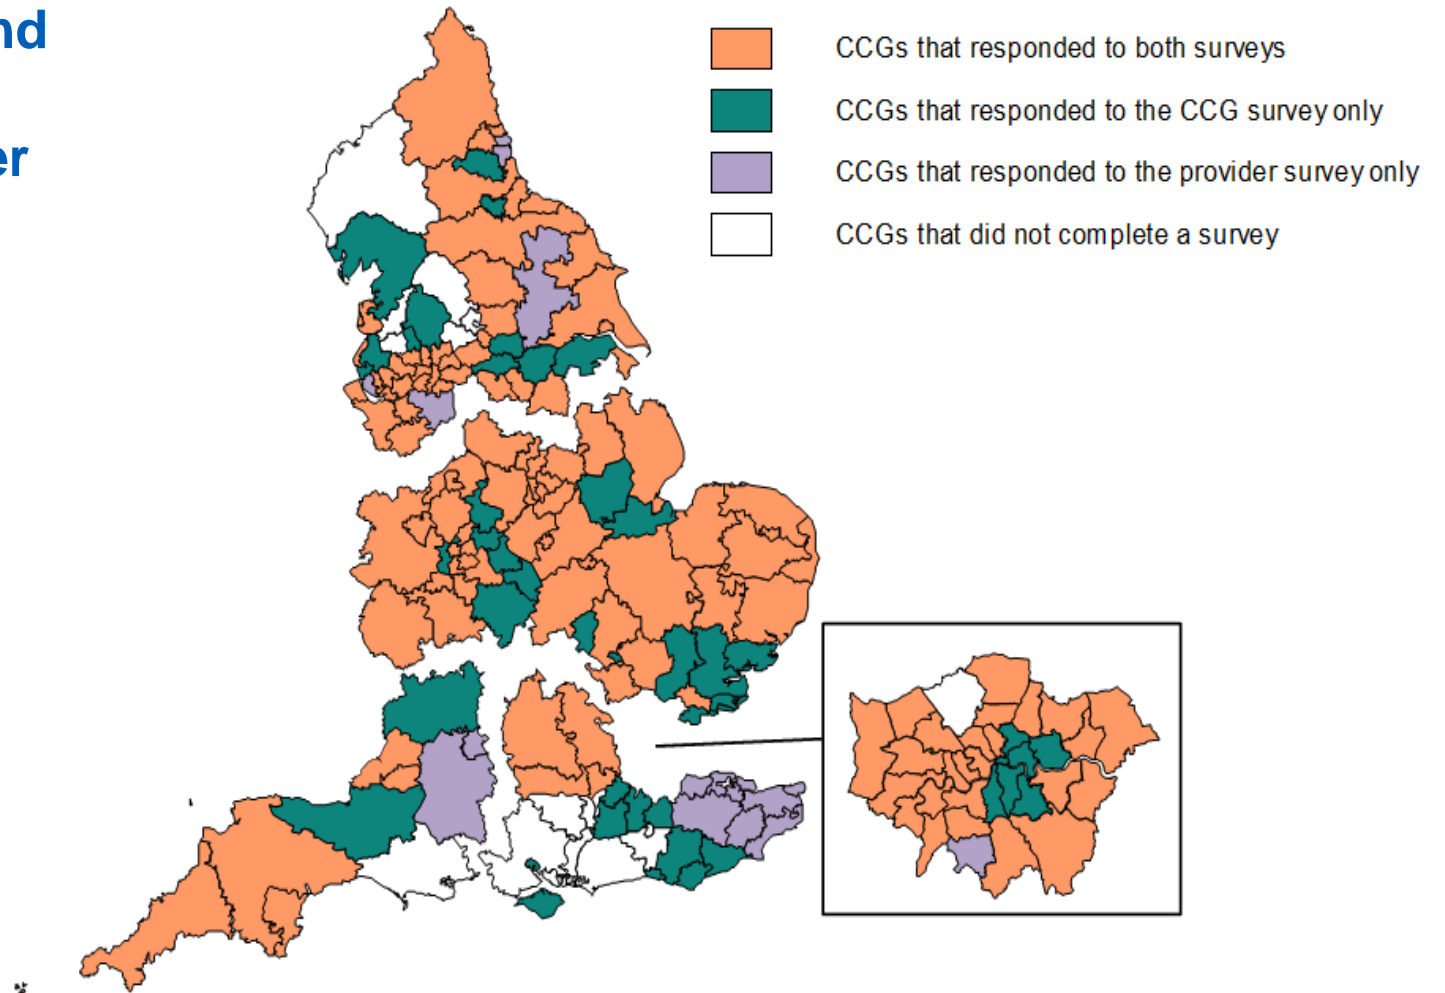 nd
er
CCGs that responded to both surveys
CCGs that responded to the CCG survey only
CCGs that responded to the provider survey only
CCGs that did not complete a survey